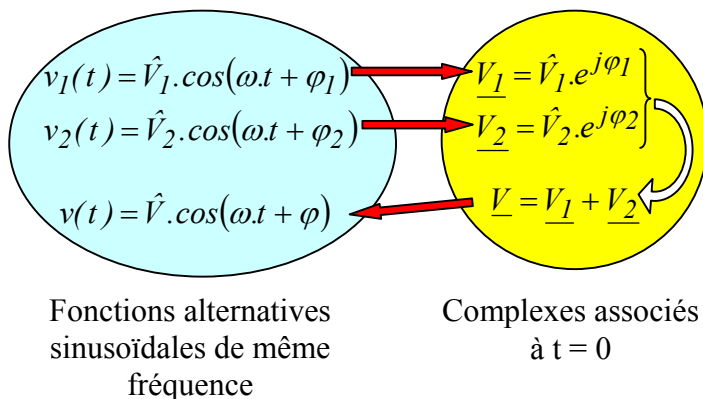 v₁(t) = V̂₁.cos(ω.t + φ₁)
V₁ = V̂₁.e^{jφ₁}
v₂(t) = V̂₂.cos(ω.t + φ₂)
V₂ = V̂₂.e^{jφ₂}
v(t) = V̂.cos(ω.t + φ)
V = V₁ + V₂
Fonctions alternatives
sinusoïdales de même
fréquence
Complexes associés
à t = 0